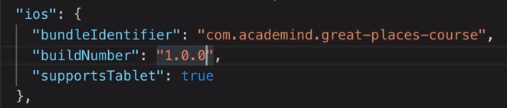 "ios": {
"bundleIdentifier": "com.academind.great-places-course",
"buildNumber": "1.0.0",
"supportsTablet": true
},